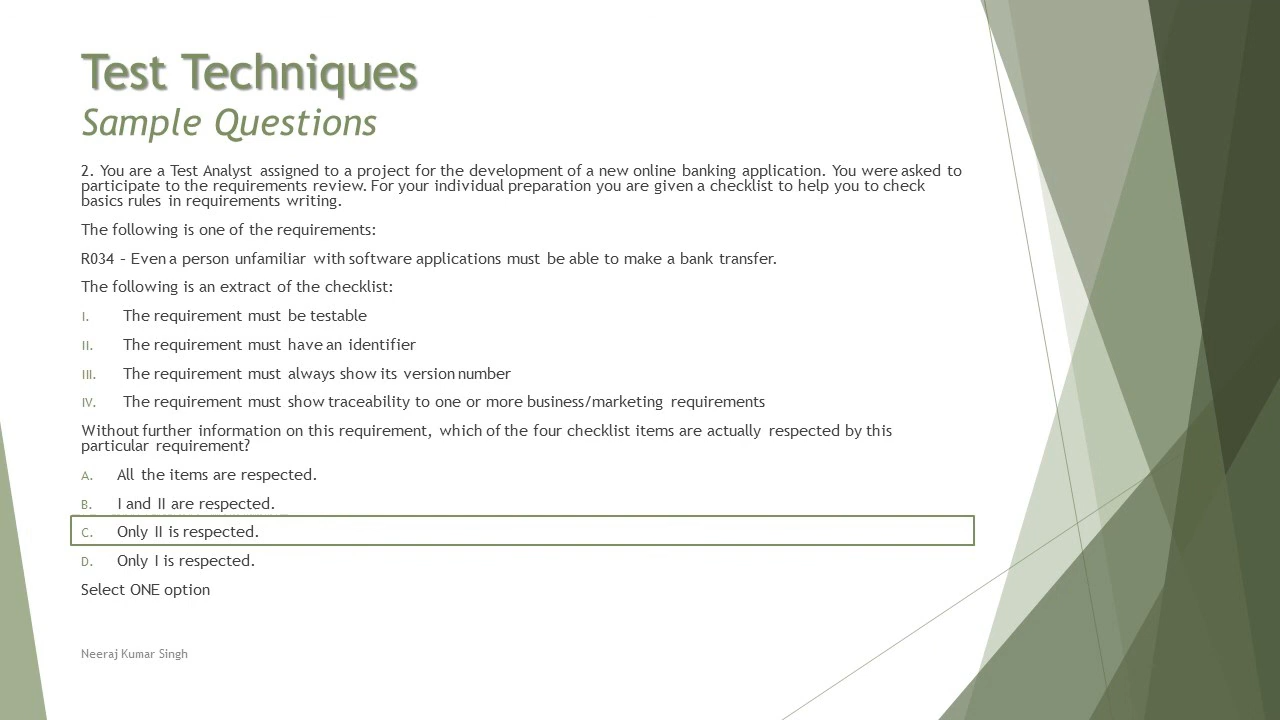 Test Techniques
Sample Questions
2. You are a Test Analyst assigned to a project for the development of a new online banking application. You were asked to
participate to the requirements review. For your individual preparation you are given a checklist to help you to check
basics rules in requirements writing.
The following is one of the requirements:
R034 – Even a person unfamiliar with software applications must be able to make a bank transfer.
The following is an extract of the checklist:
I. The requirement must be testable
II. The requirement must have an identifier
III. The requirement must always show its version number
IV. The requirement must show traceability to one or more business/marketing requirements
Without further information on this requirement, which of the four checklist items are actually respected by this
particular requirement?
A. All the items are respected.
B. I and II are respected.
C. Only II is respected.
D. Only I is respected.
Select ONE option
Neeraj Kumar Singh